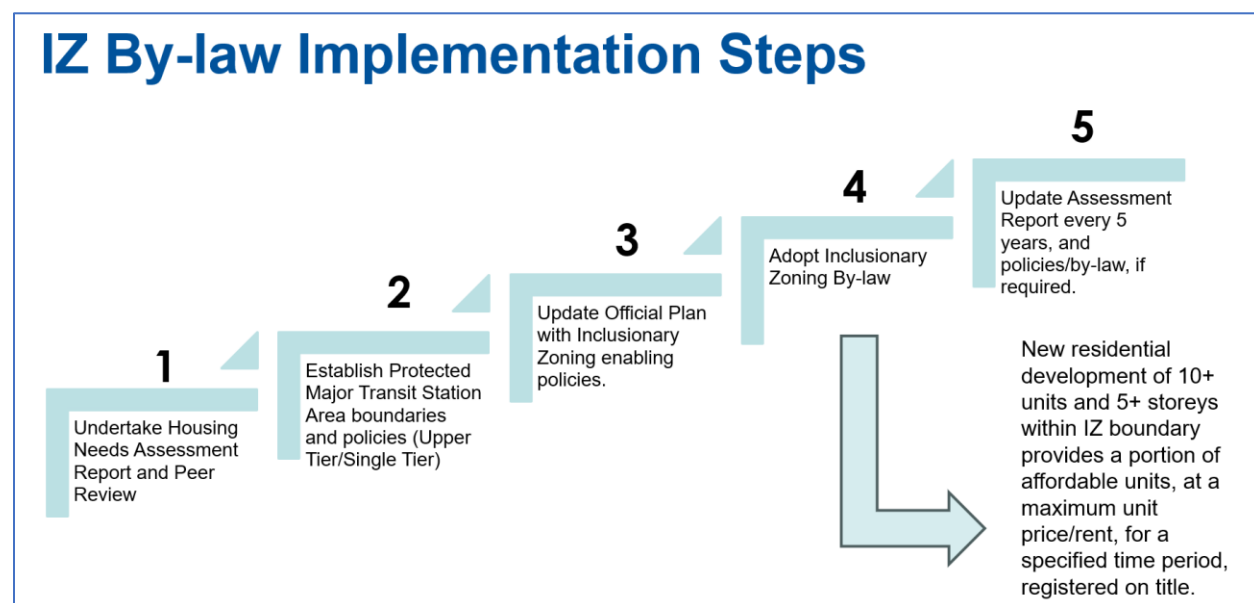 IZ By-law Implementation Steps
1
Undertake Housing
Needs Assessment
Report and Peer
Review
2
Establish Protected
Major Transit Station
Area boundaries
and policies (Upper
Tier/Single Tier)
3
Update Official Plan
with Inclusionary
Zoning enabling
policies.
4
Adopt Inclusionary
Zoning By-law
5
Update Assessment
Report every 5
years, and
policies/by-law, if
required.
New residential
development of 10+
units and 5+ storeys
within IZ boundary
provides a portion of
affordable units, at a
maximum unit
price/rent, for a
specified time period,
registered on title.